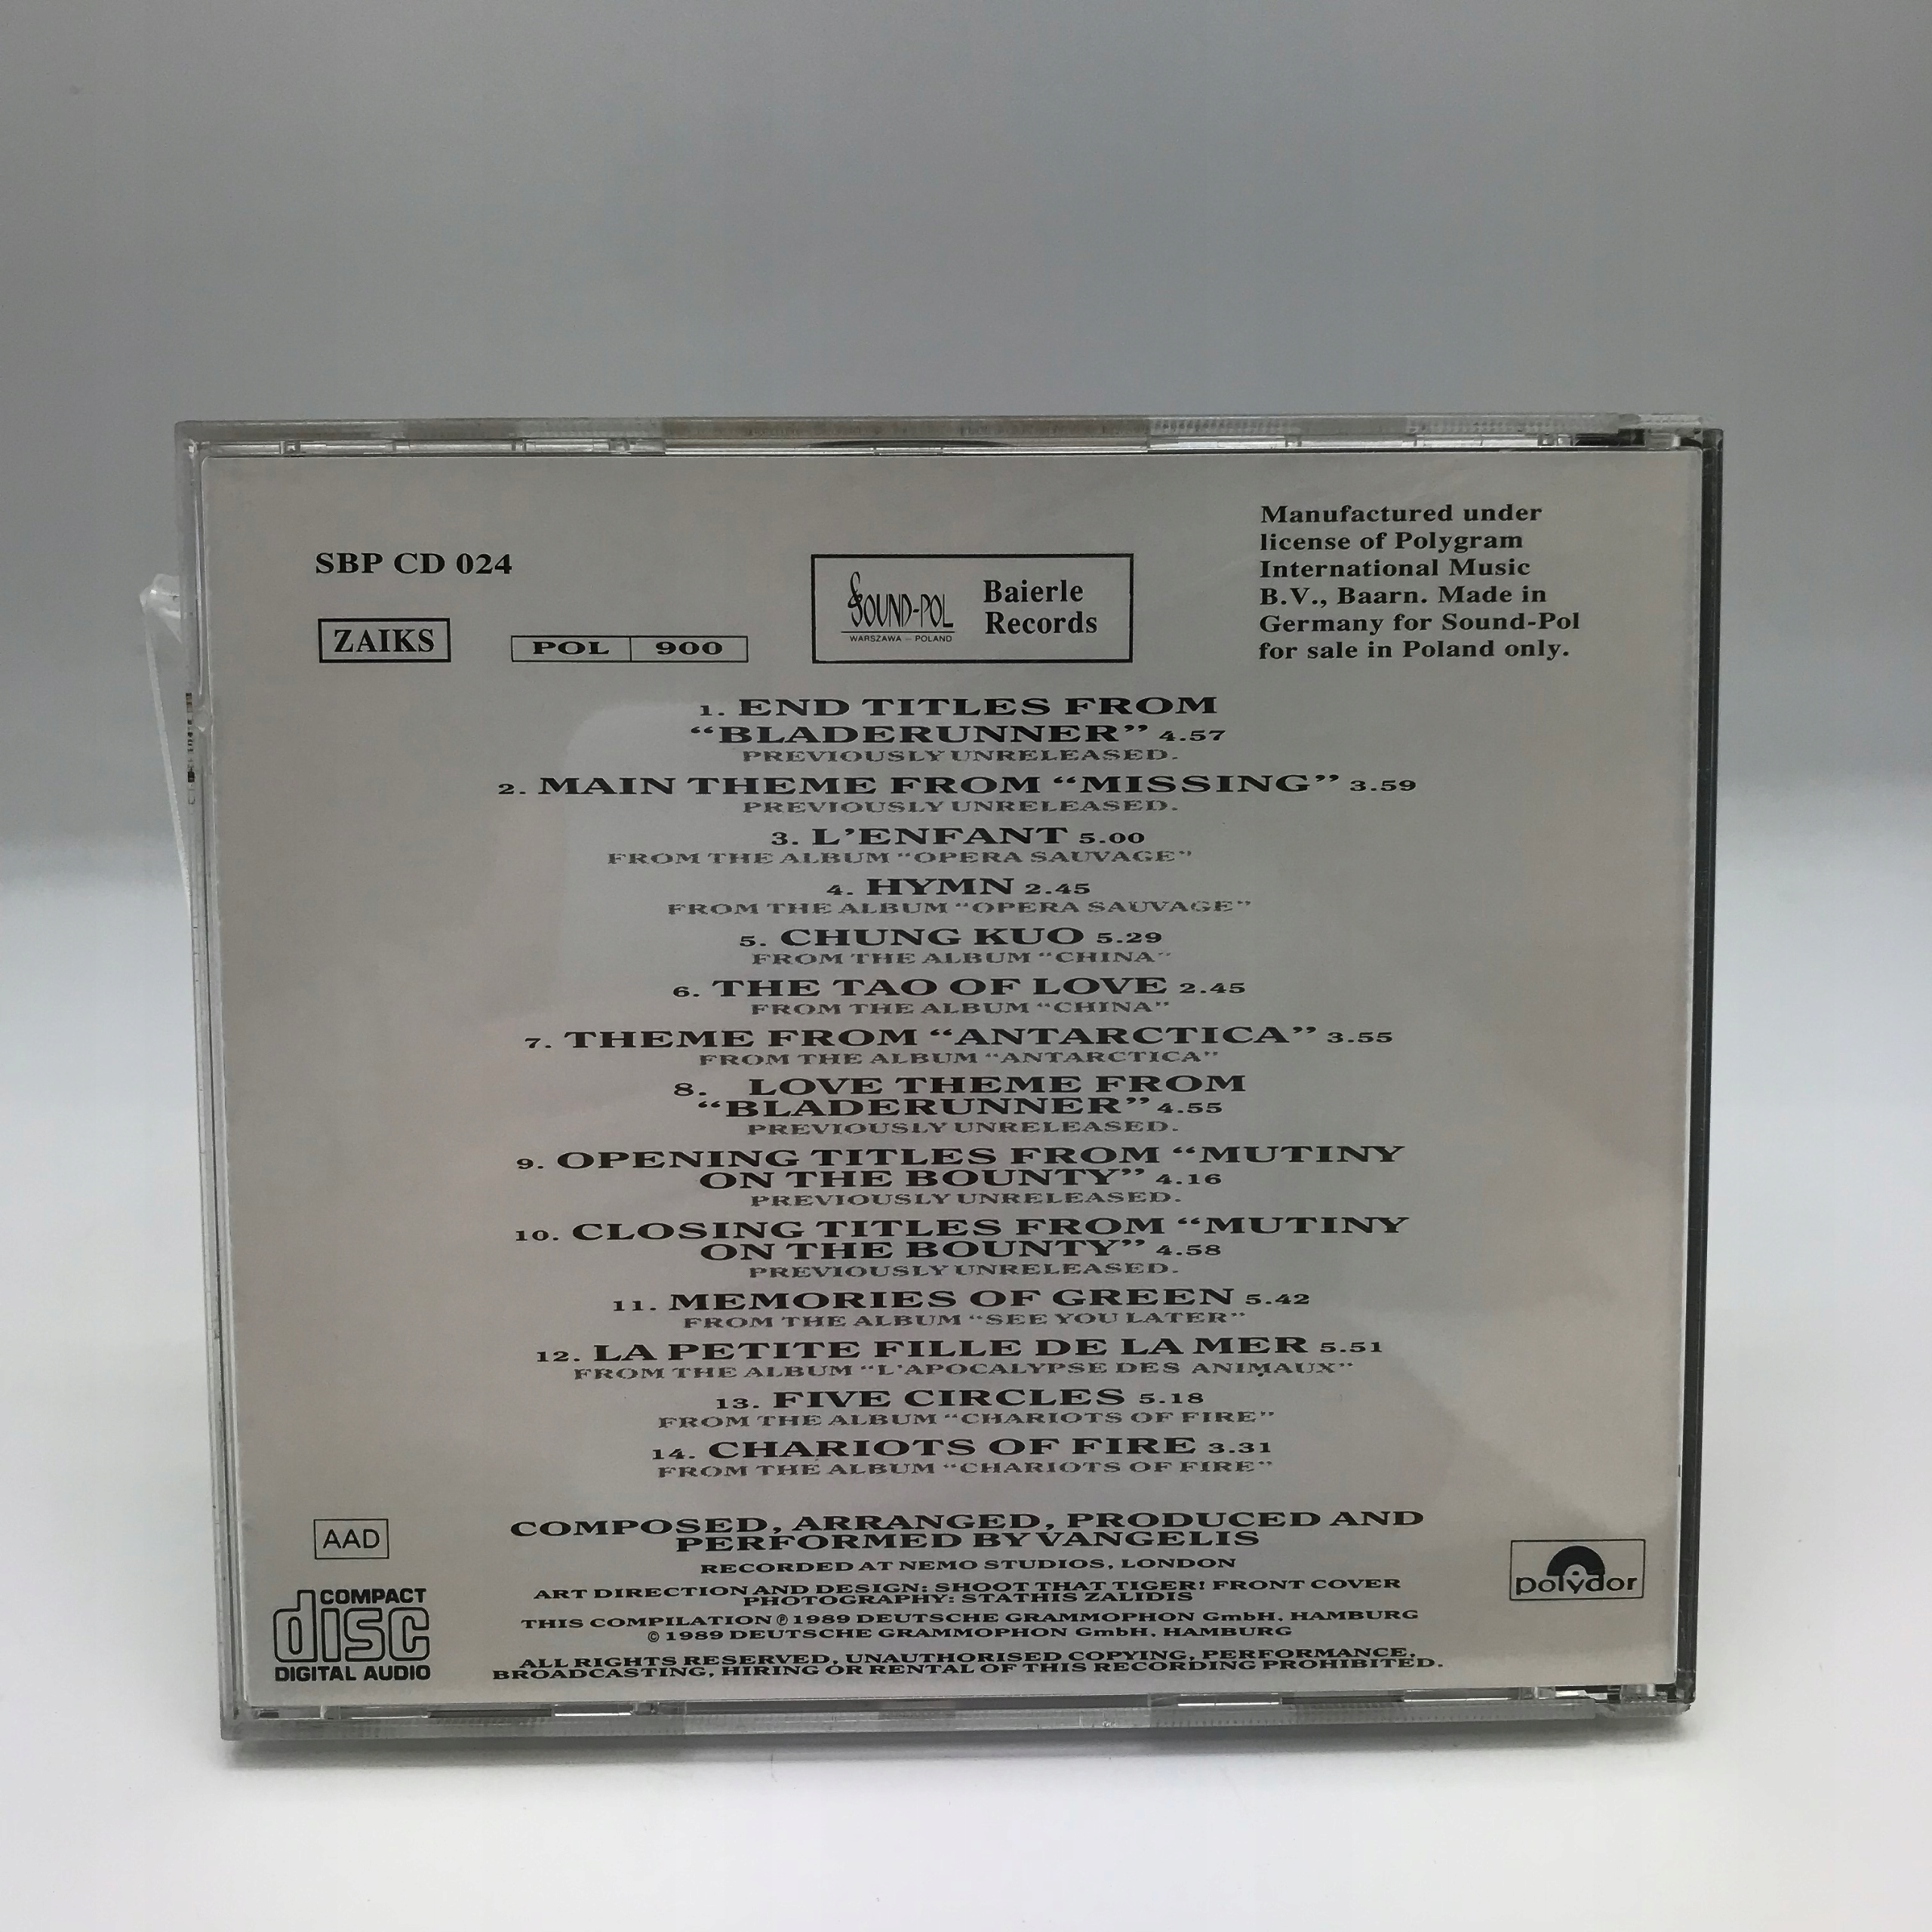 SBP CD 024
ZAIKS
POL 900
SOUND-POL
WARSZAWA - POLAND
Baierle
Records
Manufactured under
license of Polygram
International Music
B.V., Baarn. Made in
Germany for Sound-Pol
for sale in Poland only.
1. END TITLES FROM
“BLADERUNNER” 4.57
PREVIOUSLY UNRELEASED.
2. MAIN THEME FROM “MISSING” 3.59
PREVIOUSLY UNRELEASED.
3. L'ENFANT 5.00
FROM THE ALBUM “OPERA SAUVAGE”
4. HYMN 2.45
FROM THE ALBUM “OPERA SAUVAGE”
5. CHUNG KUO 5.29
FROM THE ALBUM “CHINA”
6. THE TAO OF LOVE 2.45
FROM THE ALBUM “CHINA”
7. THEME FROM “ANTARCTICA” 3.55
FROM THE ALBUM “ANTARCTICA”
8. LOVE THEME FROM
“BLADERUNNER” 4.55
PREVIOUSLY UNRELEASED.
9. OPENING TITLES FROM “MUTINY
ON THE BOUNTY” 4.16
PREVIOUSLY UNRELEASED.
10. CLOSING TITLES FROM “MUTINY
ON THE BOUNTY” 4.58
PREVIOUSLY UNRELEASED.
11. MEMORIES OF GREEN 5.42
FROM THE ALBUM “SEE YOU LATER”
12. LA PETITE FILLE DE LA MER 5.51
FROM THE ALBUM “L'APOCALYPSE DES ANIMAUX”
13. FIVE CIRCLES 5.18
FROM THE ALBUM “CHARIOTS OF FIRE”
14. CHARIOTS OF FIRE 3.31
FROM THE ALBUM “CHARIOTS OF FIRE”
AAD
COMPACT
disc
DIGITAL AUDIO
COMPOSED, ARRANGED, PRODUCED AND
PERFORMED BY VANGELIS
RECORDED AT NEMO STUDIOS, LONDON
ART DIRECTION AND DESIGN: SHOOT THAT TIGER! FRONT COVER
PHOTOGRAPHY: STATHIS ZALIDIS
THIS COMPILATION ℗ 1989 DEUTSCHE GRAMMOPHON GmbH, HAMBURG
© 1989 DEUTSCHE GRAMMOPHON GmbH, HAMBURG
ALL RIGHTS RESERVED, UNAUTHORISED COPYING, PERFORMANCE,
BROADCASTING, HIRING OR RENTAL OF THIS RECORDING PROHIBITED.
polydor